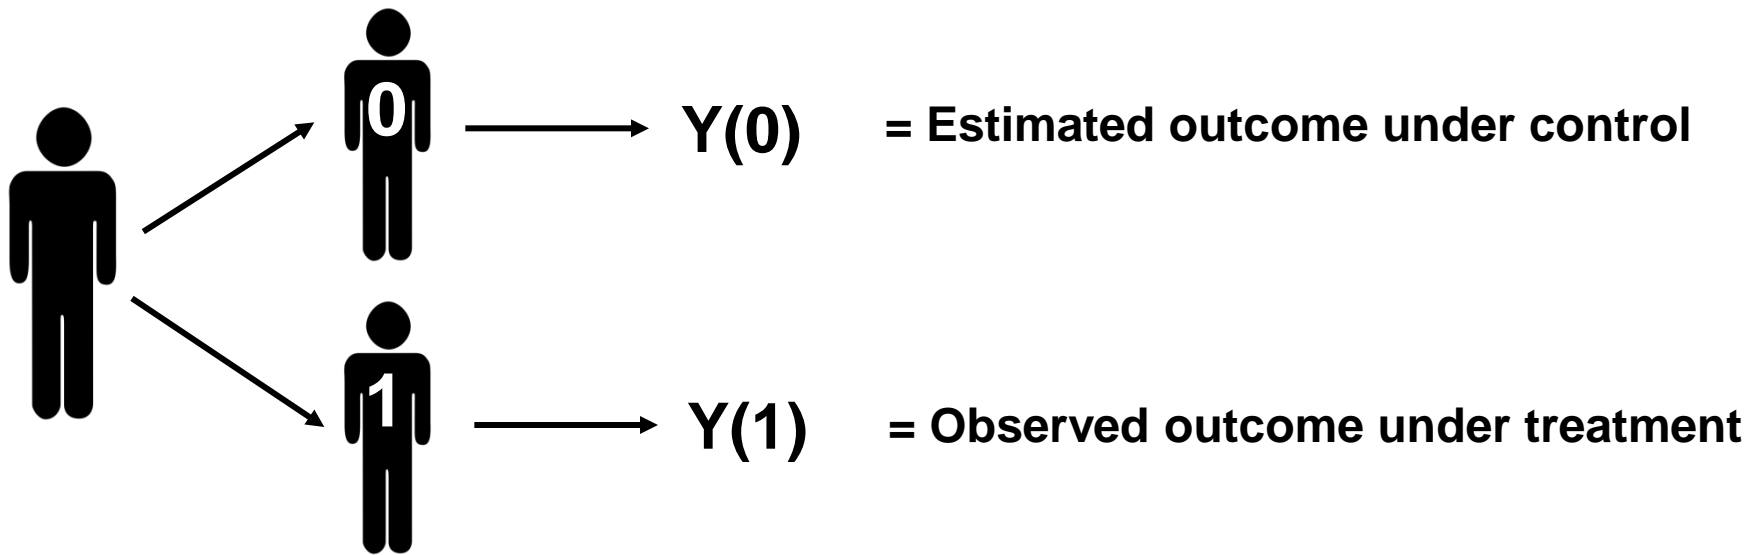 0
Y(0) = Estimated outcome under control
1
Y(1) = Observed outcome under treatment